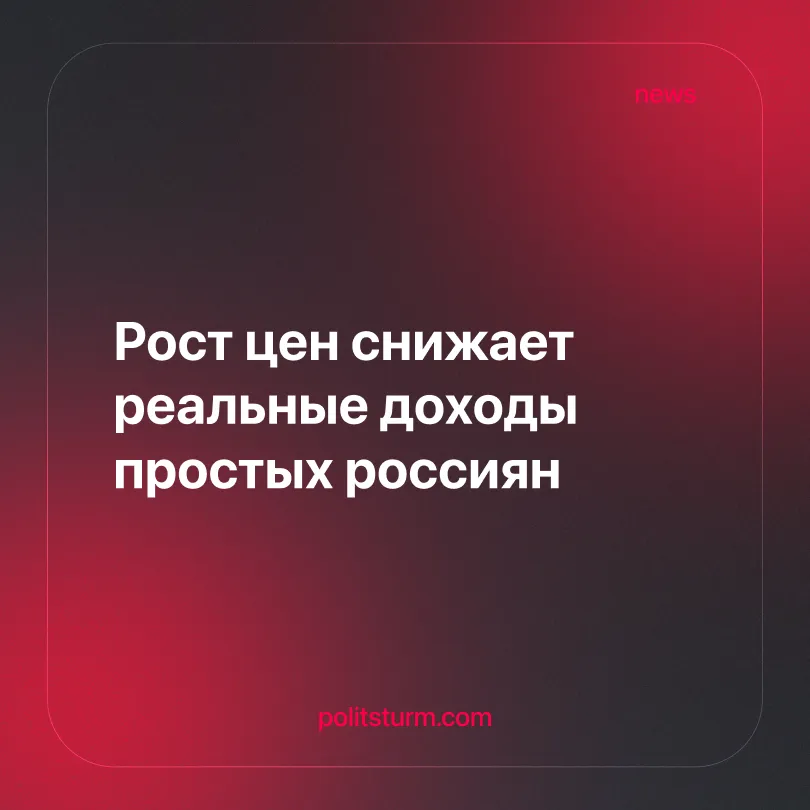 news
Рост цен снижает
реальные доходы
простых россиян
politsturm.com